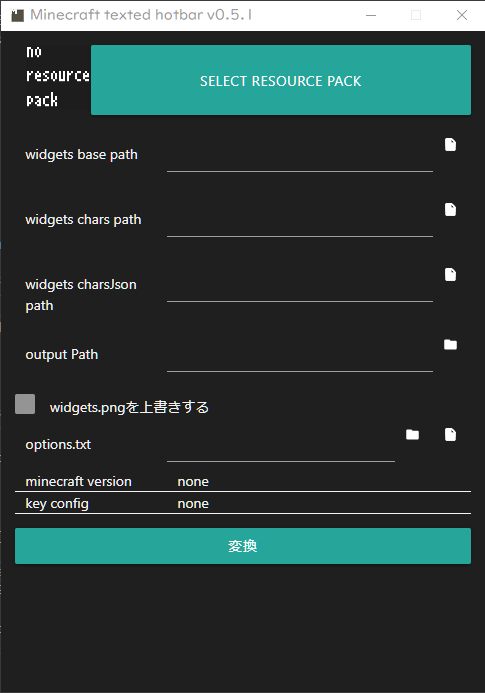 Minecraft texted hotbar v0.5.1
no
resource
pack
SELECT RESOURCE PACK
widgets base path
widgets chars path
widgets charsJson
path
output Path
widgets.pngを上書きする
options.txt
minecraft version none
key config none
変換